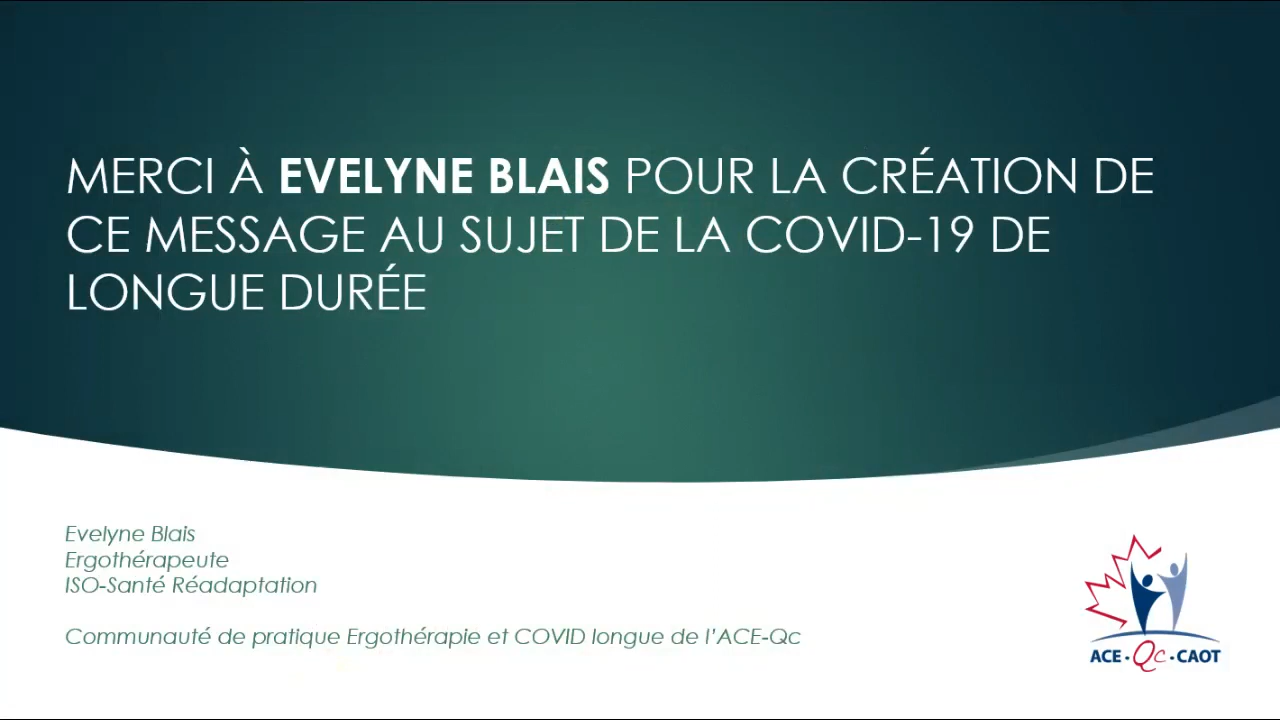 MERCI À EVELYNE BLAIS POUR LA CRÉATION DE
CE MESSAGE AU SUJET DE LA COVID-19 DE
LONGUE DURÉE
Evelyne Blais
Ergothérapeute
ISO-Santé Réadaptation
Communauté de pratique Ergothérapie et COVID longue de l’ACE-Qc
ACE·Qc·CAOT